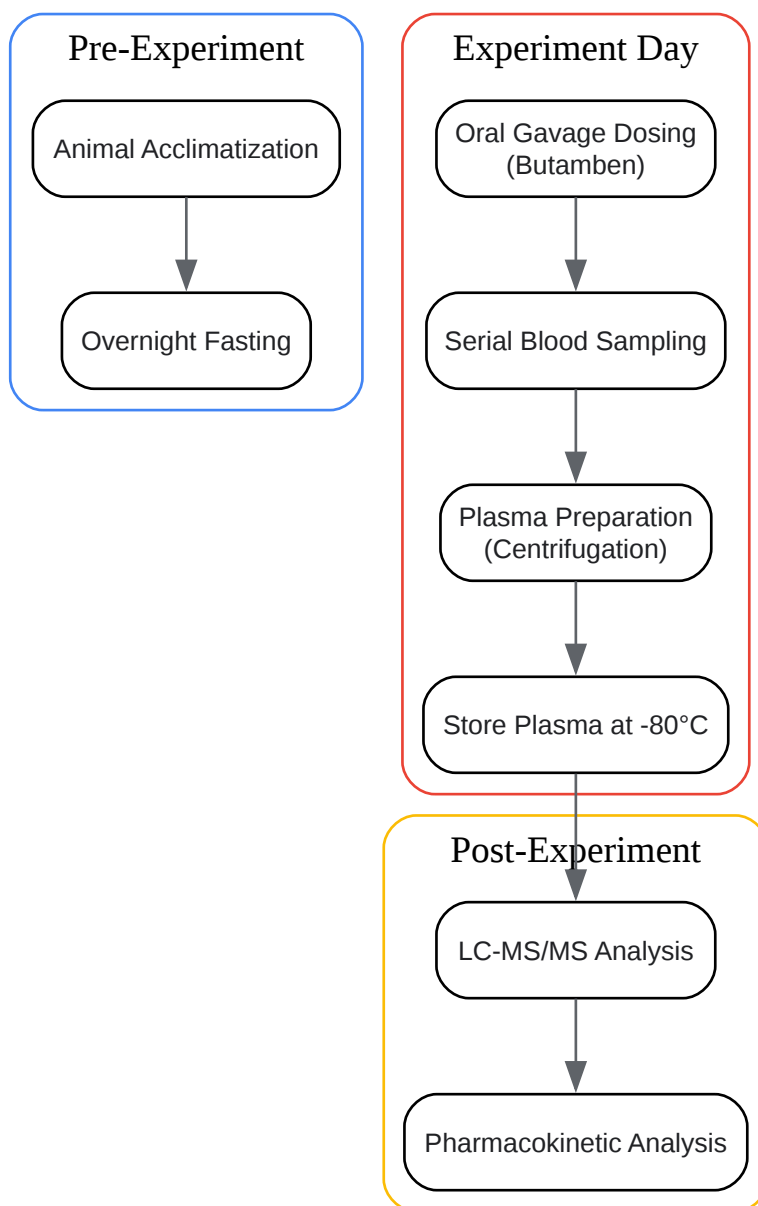 Pre-Experiment
Animal Acclimatization
Overnight Fasting
Experiment Day
Oral Gavage Dosing
(Butamben)
Serial Blood Sampling
Plasma Preparation
(Centrifugation)
Store Plasma at -80°C
Post-Experiment
LC-MS/MS Analysis
Pharmacokinetic Analysis